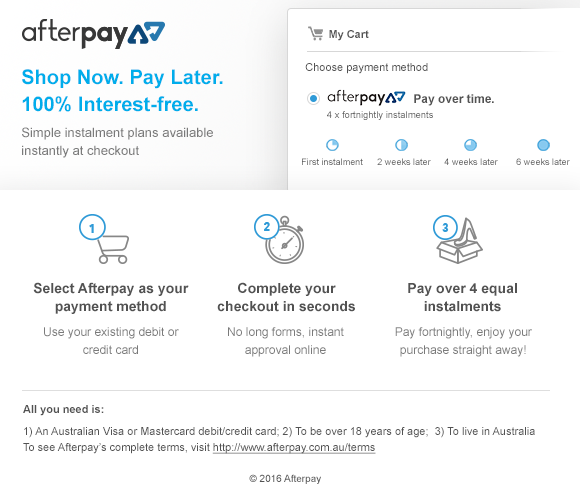 afterpay
Shop Now. Pay Later.
100% Interest-free.
Simple instalment plans available
instantly at checkout
My Cart
Choose payment method
afterpay Pay over time.
4 x fortnightly instalments
First instalment 2 weeks later 4 weeks later 6 weeks later
1
Select Afterpay as your
payment method
Use your existing debit or
credit card
2
Complete your
checkout in seconds
No long forms, instant
approval online
3
Pay over 4 equal
instalments
Pay fortnightly, enjoy your
purchase straight away!
All you need is:
1) An Australian Visa or Mastercard debit/credit card; 2) To be over 18 years of age; 3) To live in Australia
To see Afterpay's complete terms, visit http://www.afterpay.com.au/terms
© 2016 Afterpay